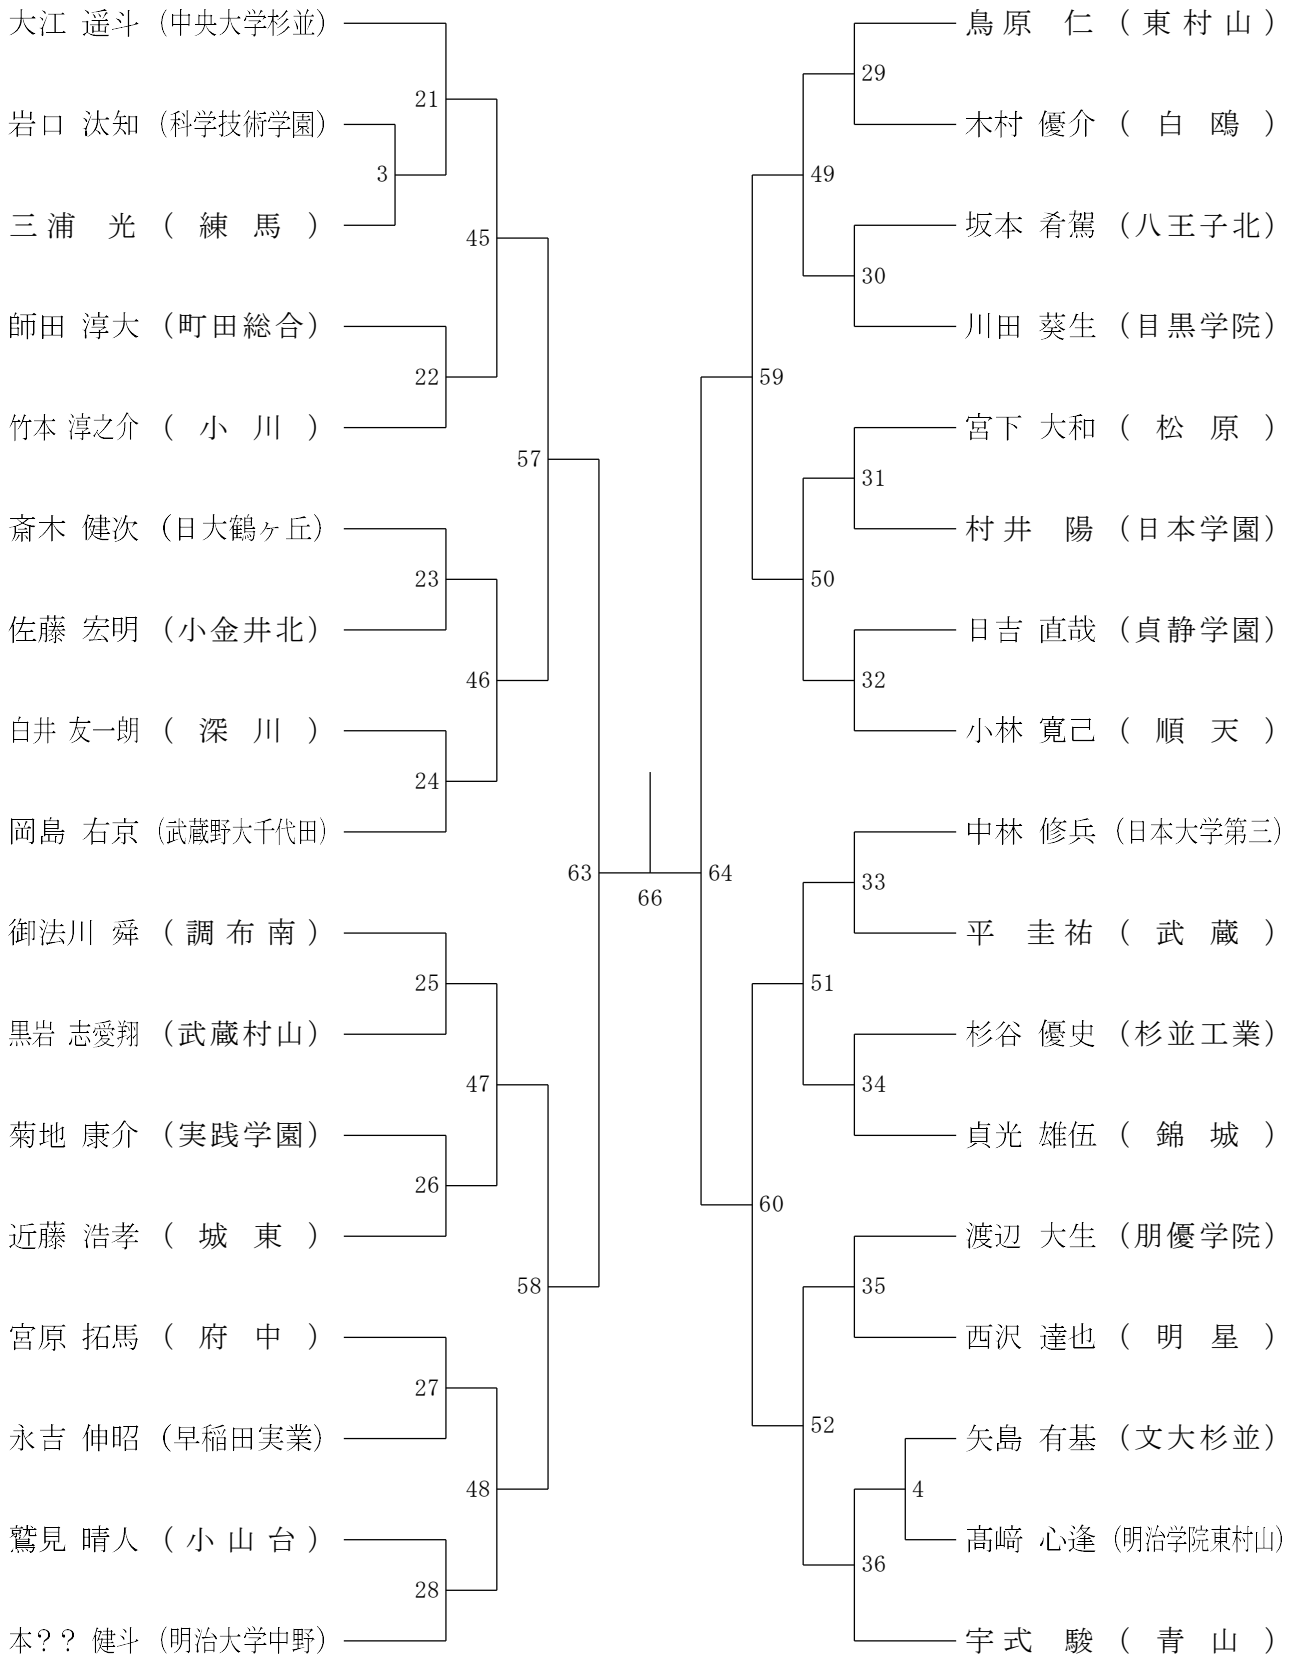 大江 遥斗 (中央大学杉並)
岩口 汰知 (科学技術学園)
三浦 光 (練馬)
師田 淳大 (町田総合)
竹本 淳之介 (小川)
斎木 健次 (日大鶴ヶ丘)
佐藤 宏明 (小金井北)
白井 友一朗 (深川)
岡島 右京 (武蔵野大千代田)
御法川 舜 (調布南)
黒岩 志愛翔 (武蔵村山)
菊地 康介 (実践学園)
近藤 浩孝 (城東)
宮原 拓馬 (府中)
永吉 伸昭 (早稲田実業)
鷲見 晴人 (小山台)
本?? 健斗 (明治大学中野)
21
3
45
22
57
23
46
24
63
25
47
26
58
27
48
28
66
64
29
49
30
59
31
50
32
33
51
34
60
35
52
4
36
鳥原 仁 (東村山)
木村 優介 (白鴎)
坂本 肴駕 (八王子北)
川田 葵生 (目黒学院)
宮下 大和 (松原)
村井 陽 (日本学園)
日吉 直哉 (貞静学園)
小林 寛己 (順天)
中林 修兵 (日本大学第三)
平 圭祐 (武蔵)
杉谷 優史 (杉並工業)
貞光 雄伍 (錦城)
渡辺 大生 (朋優学院)
西沢 達也 (明星)
矢島 有基 (文大杉並)
髙﨑 心逢 (明治学院東村山)
宇式 駿 (青山)